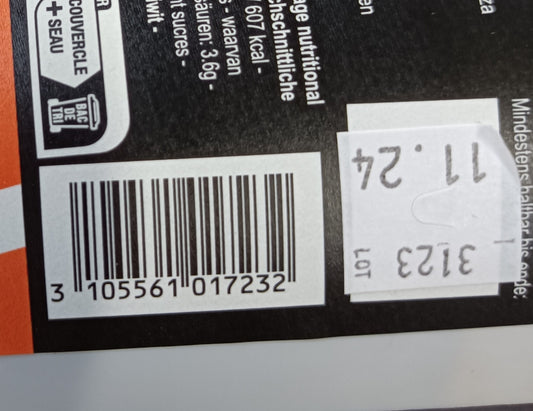 COUVERCLE
+ SEAU
BAC
DE
TRI
nutritional
chschnittliche
607 kcal -
- waarvan
säuren: 3.6g -
sucres -
Mindestens haltbar bis ende:
11.24
LOT 3123
3 105561 017232